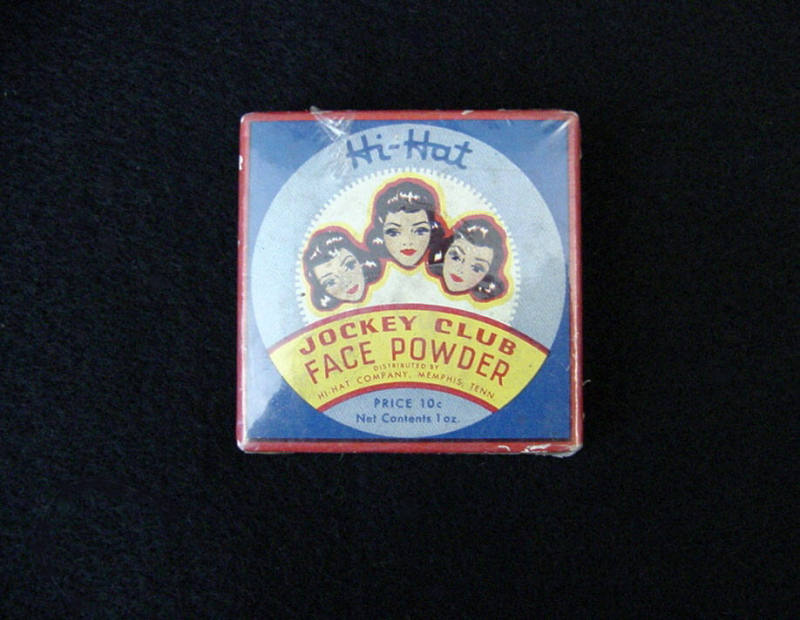 Hi-Hat
JOCKEY CLUB
FACE POWDER
DISTRIBUTED BY
HI-HAT COMPANY, MEMPHIS, TENN.
PRICE 10c
Net Contents 1 oz.